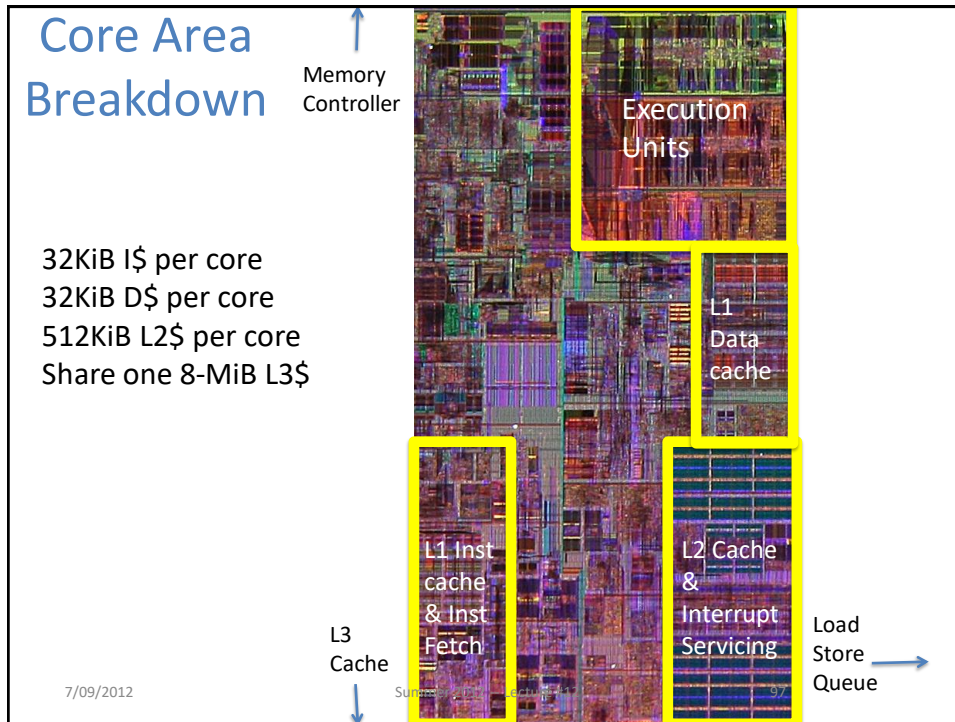 Core Area
Breakdown
Memory
Controller
Execution
Units
32KiB I$ per core
32KiB D$ per core
512KiB L2$ per core
Share one 8-MiB L3$
L1
Data
cache
L1 Inst
cache
& Inst
Fetch
L2 Cache
&
Interrupt
Servicing
L3
Cache
Load
Store
Queue
7/09/2012
97